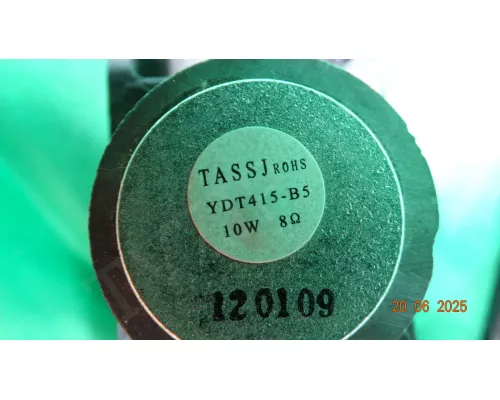 TASSJ ROHS
YDT415-B5
10W 8Ω
120109
20 06 2025